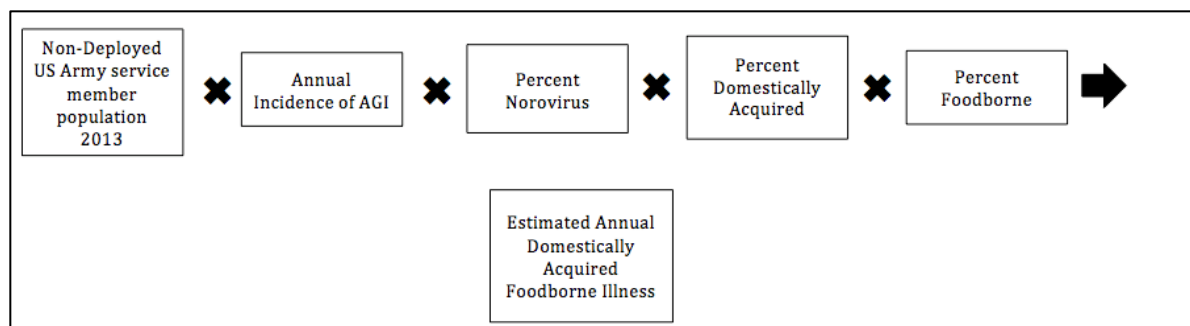 Non-Deployed
US Army service
member
population
2013
Annual
Incidence of AGI
Percent
Norovirus
Percent
Domestically
Acquired
Percent
Foodborne
Estimated Annual
Domestically
Acquired
Foodborne Illness